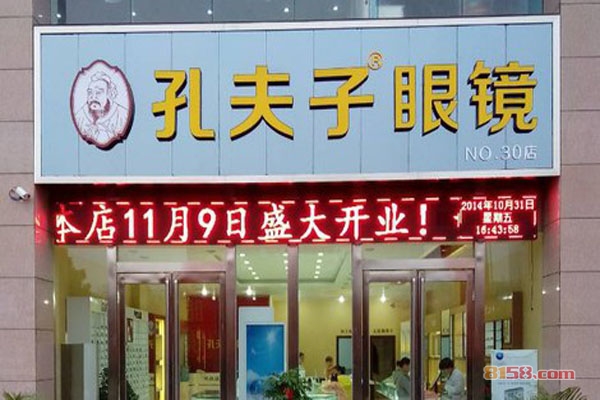 孔夫子®眼镜
NO.30店
本店11月9日盛大开业！
2014年10月31日
星期五
16:43:58
8158.com